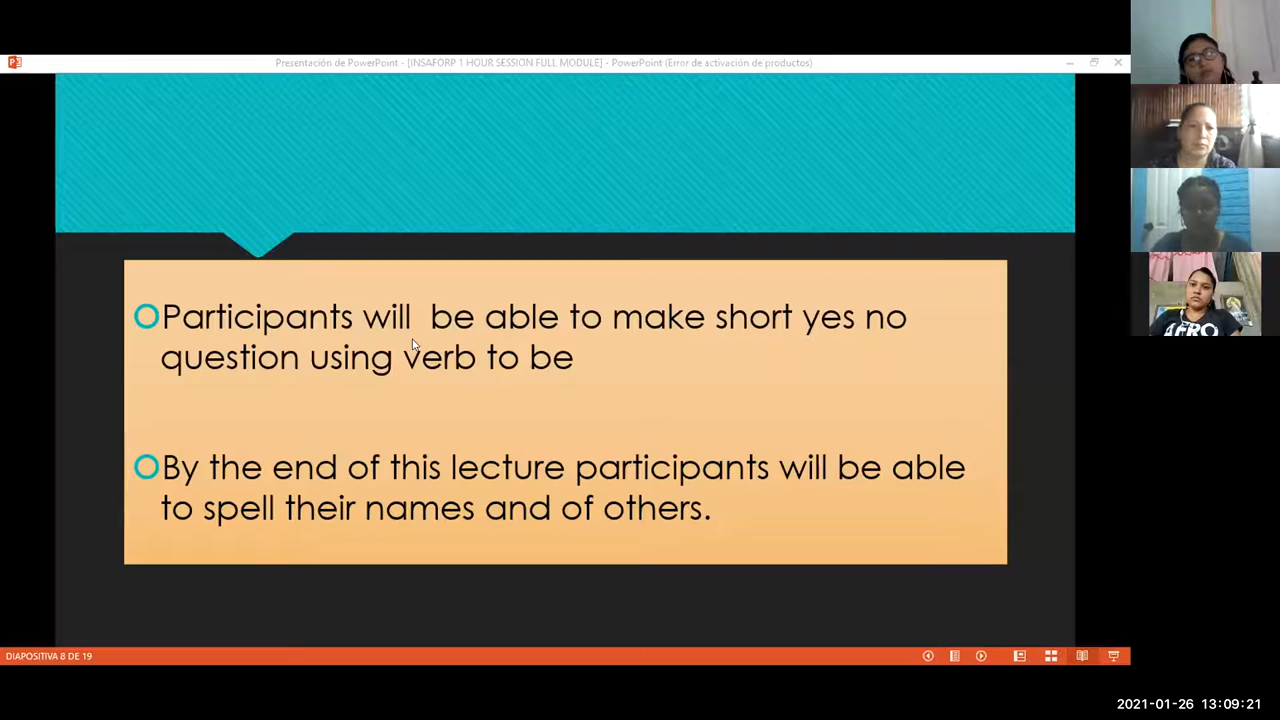 Presentación de PowerPoint - [INSAFORP 1 HOUR SESSION FULL MODULE] - PowerPoint (Error de activación de productos)
Participants will be able to make short yes no
question using verb to be
By the end of this lecture participants will be able
to spell their names and of others.
AFRO
DIAPOSITIVA 8 DE 19
2021-01-26 13:09:21